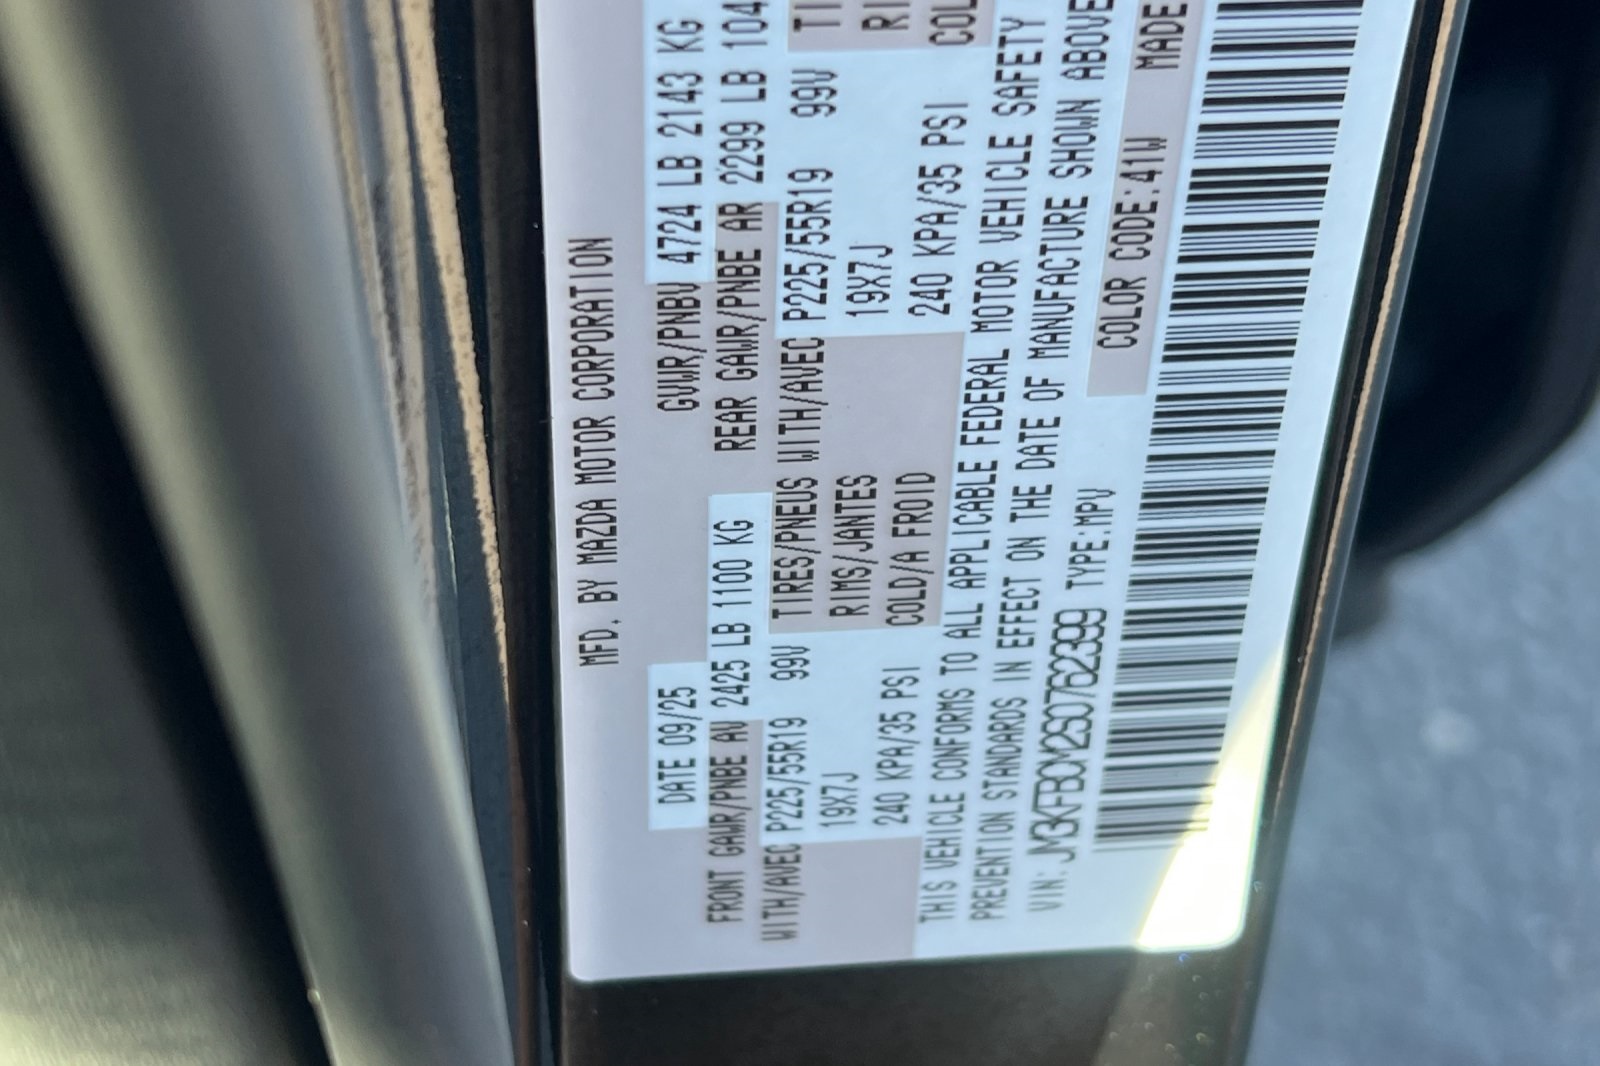 MFD. BY MAZDA MOTOR CORPORATION
DATE 09/25 GVWR/PNBV 4724 LB 2143 KG
FRONT GAWR/PNBE AV 2425 LB 1100 KG REAR GAWR/PNBE AR 2299 LB 104
WITH/AVEC P225/55R19 99V TIRES/PNEUS WITH/AVEC P225/55R19 99V TI
19X7J RIMS/JANTES 19X7J RI
240 KPA/35 PSI COLD/A FROID 240 KPA/35 PSI COL
THIS VEHICLE CONFORMS TO ALL APPLICABLE FEDERAL MOTOR VEHICLE SAFETY
PREVENTION STANDARDS IN EFFECT ON THE DATE OF MANUFACTURE SHOWN ABOVE
VIN: JM3KFBCM2S0762399 TYPE:MPV COLOR CODE:41W MADE